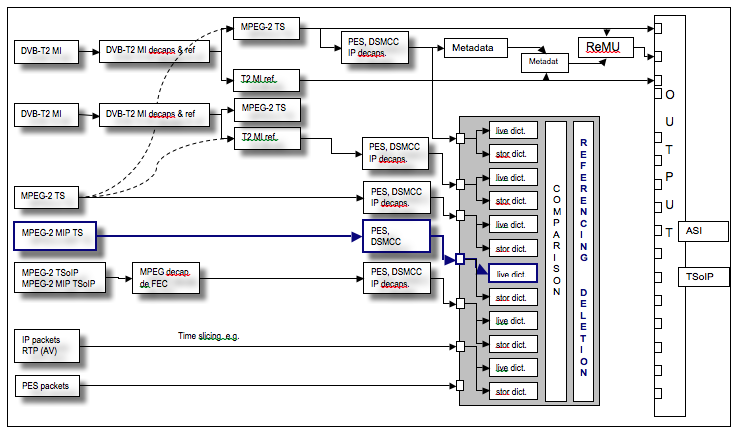 MPEG-2 TS
DVB-T2 MI
DVB-T2 MI decaps & ref
PES, DSMCC
IP decaps.
Metadata
ReMU
Metadat
T2 MI ref.
MPEG-2 TS
DVB-T2 MI
DVB-T2 MI decaps & ref
T2 MI ref.
PES, DSMCC
IP decaps.
MPEG-2 TS
PES, DSMCC
IP decaps.
MPEG-2 MIP TS
PES,
DSMCC
MPEG-2 TSoIP
MPEG-2 MIP TSoIP
MPEG decap.
de FEC
PES, DSMCC
IP decaps.
IP packets
RTP (AV)
Time slicing, e.g.
PES packets
live dict.
stor dict.
live dict.
stor dict.
live dict.
stor dict.
live dict.
stor dict.
live dict.
stor dict.
live dict.
stor dict.
COMPARISON
REFERENCING DELETION
OUTPUT
ASI
TSoIP